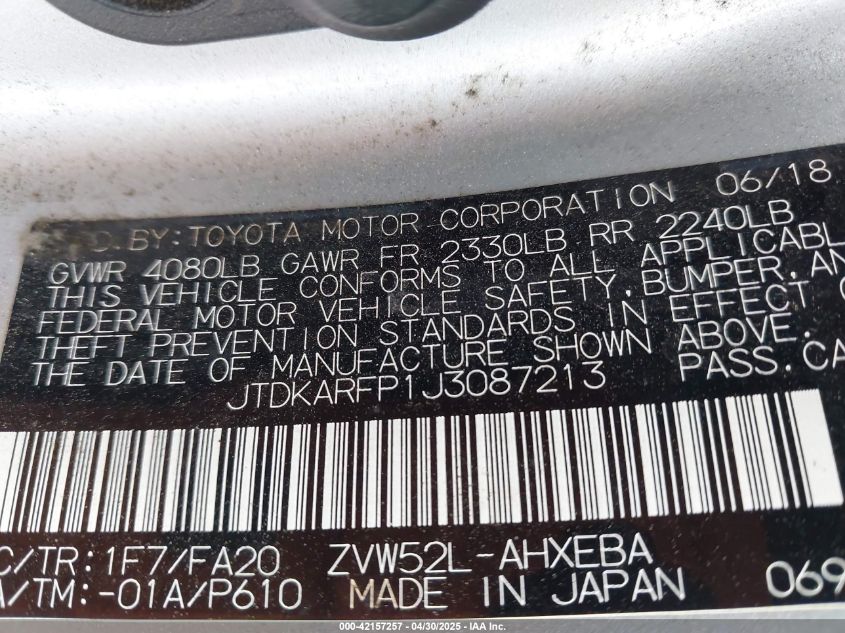 BY: TOYOTA MOTOR CORPORATION 06/18
GVWR 4080LB GAWR FR 2330LB RR 2240LB
THIS VEHICLE CONFORMS TO ALL APPLICABL
FEDERAL MOTOR VEHICLE SAFETY, BUMPER, AN
THEFT PREVENTION STANDARDS IN EFFECT
THE DATE OF MANUFACTURE SHOWN ABOVE.
JTDKARFP1J3087213 PASS.CA
C/TR: 1F7/FA20 ZVW52L-AHXEBA
A/TM: -01A/P610 MADE IN JAPAN 069
000-42157257 - 04/30/2025 - IAA Inc.